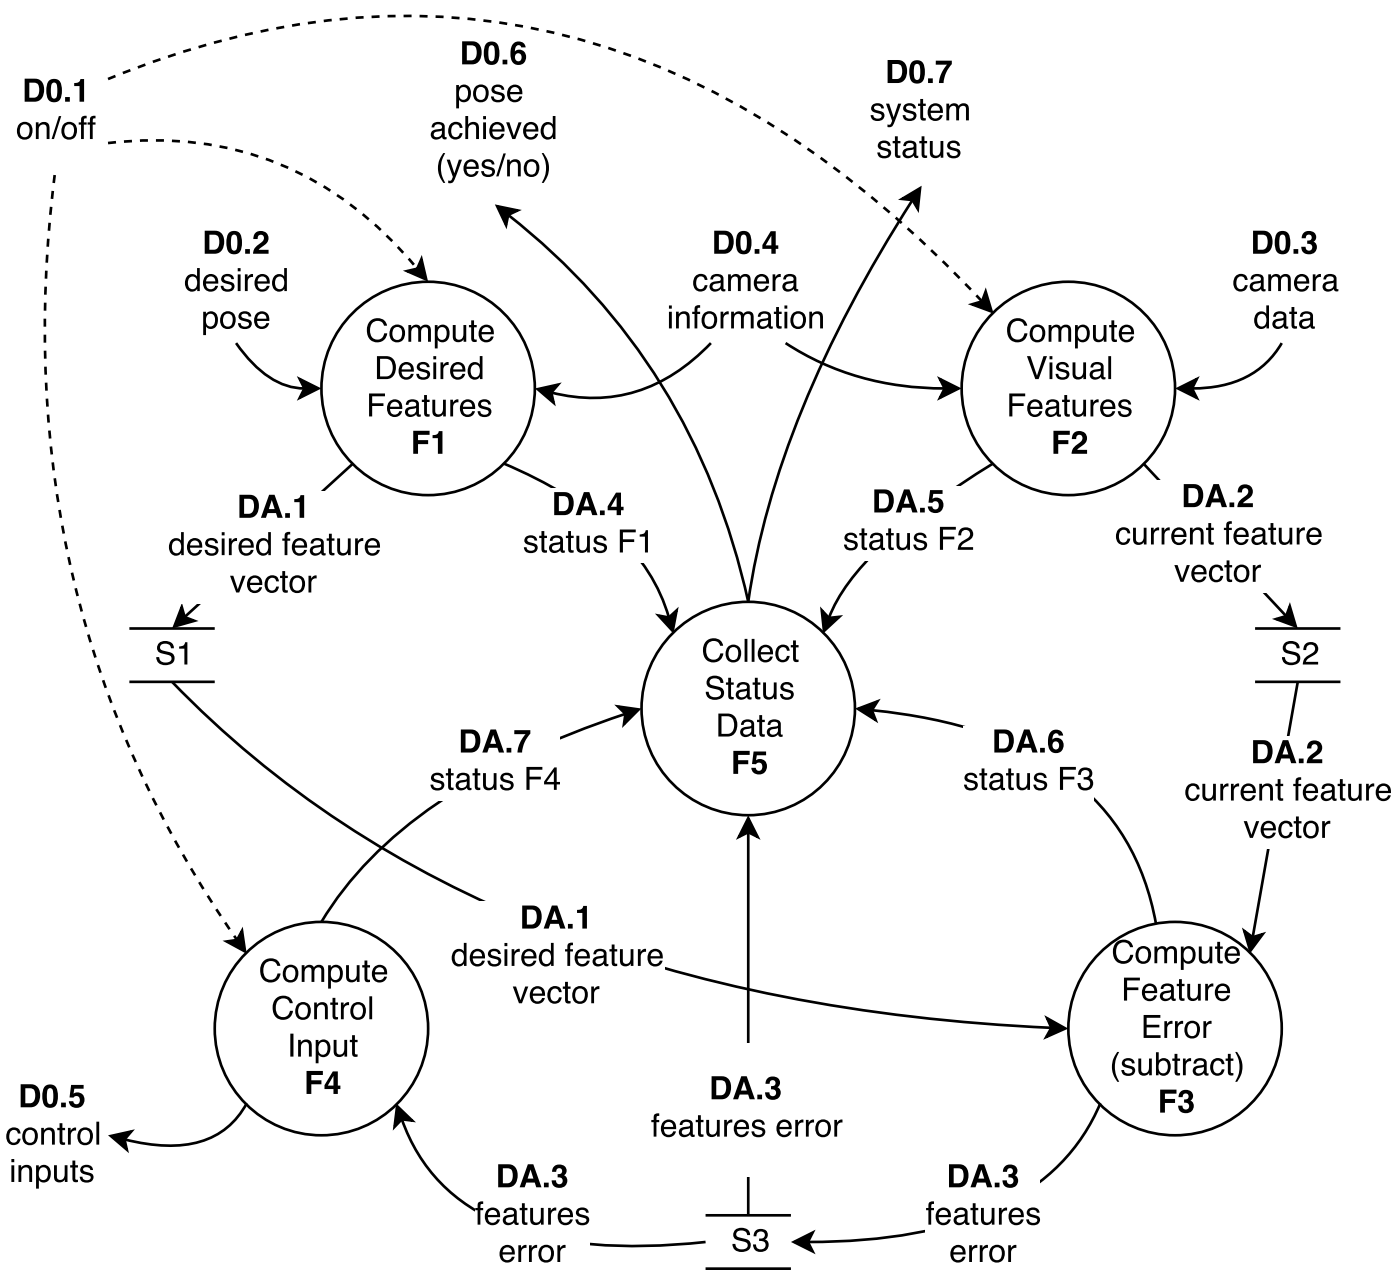 D0.1
on/off
D0.6
pose
achieved
(yes/no)
D0.7
system
status
D0.2
desired
pose
D0.4
camera
information
D0.3
camera
data
Compute
Desired
Features
F1
Compute
Visual
Features
F2
DA.1
desired feature
vector
DA.4
status F1
DA.5
status F2
DA.2
current feature
vector
S1
Collect
Status
Data
F5
S2
DA.7
status F4
DA.6
status F3
DA.2
current feature
vector
DA.1
desired feature
vector
Compute
Control
Input
F4
Compute
Feature
Error
(subtract)
F3
D0.5
control
inputs
DA.3
features error
DA.3
features
error
S3
DA.3
features
error